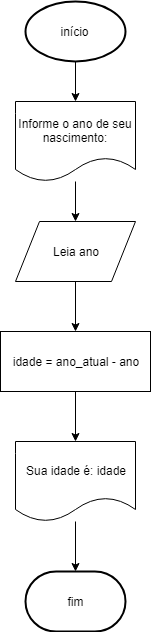 início
Informe o ano de seu
nascimento:
Leia ano
idade = ano_atual - ano
Sua idade é: idade
fim